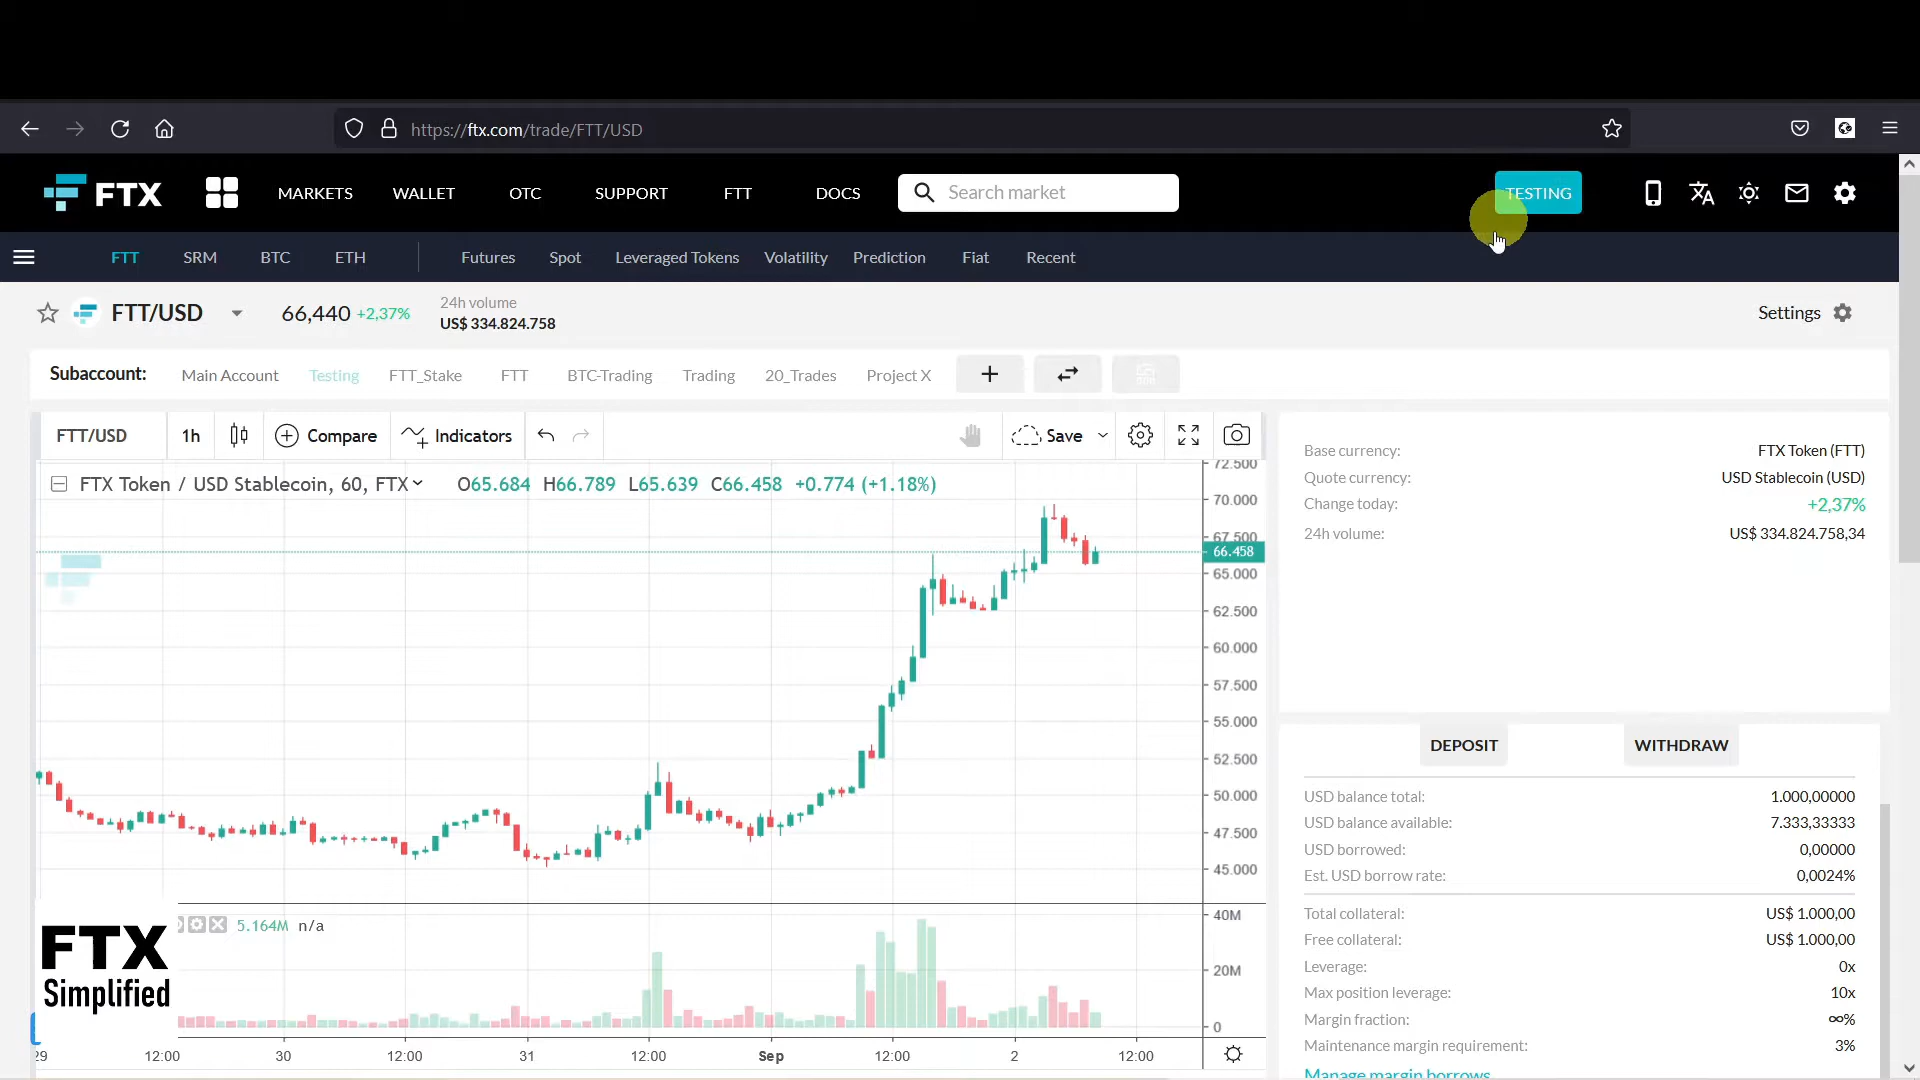 https://ftx.com/trade/FTT/USD
FTX MARKETS WALLET OTC SUPPORT FTT DOCS Search market TESTING
FTT SRM BTC ETH Futures Spot Leveraged Tokens Volatility Prediction Fiat Recent
FTT/USD 66,440 +2,37% 24h volume
US$ 334.824.758
Settings
Subaccount: Main Account Testing FTT_Stake FTT BTC-Trading Trading 20_Trades Project X
FTT/USD 1h Compare Indicators Save
FTX Token / USD Stablecoin, 60, FTX O65.684 H66.789 L65.639 C66.458 +0.774 (+1.18%)
72.500
70.000
67.500
66.458
65.000
62.500
60.000
57.500
55.000
52.500
50.000
47.500
45.000
5.164M n/a
40M
20M
0
29 12:00 30 12:00 31 12:00 Sep 12:00 2 12:00
FTX
Simplified
Base currency: FTX Token (FTT)
Quote currency: USD Stablecoin (USD)
Change today: +2,37%
24h volume: US$ 334.824.758,34
DEPOSIT WITHDRAW
USD balance total: 1.000,00000
USD balance available: 7.333,33333
USD borrowed: 0,00000
Est. USD borrow rate: 0,0024%
Total collateral: US$ 1.000,00
Free collateral: US$ 1.000,00
Leverage: 0x
Max position leverage: 10x
Margin fraction: ∞%
Maintenance margin requirement: 3%
Manage margin borrows